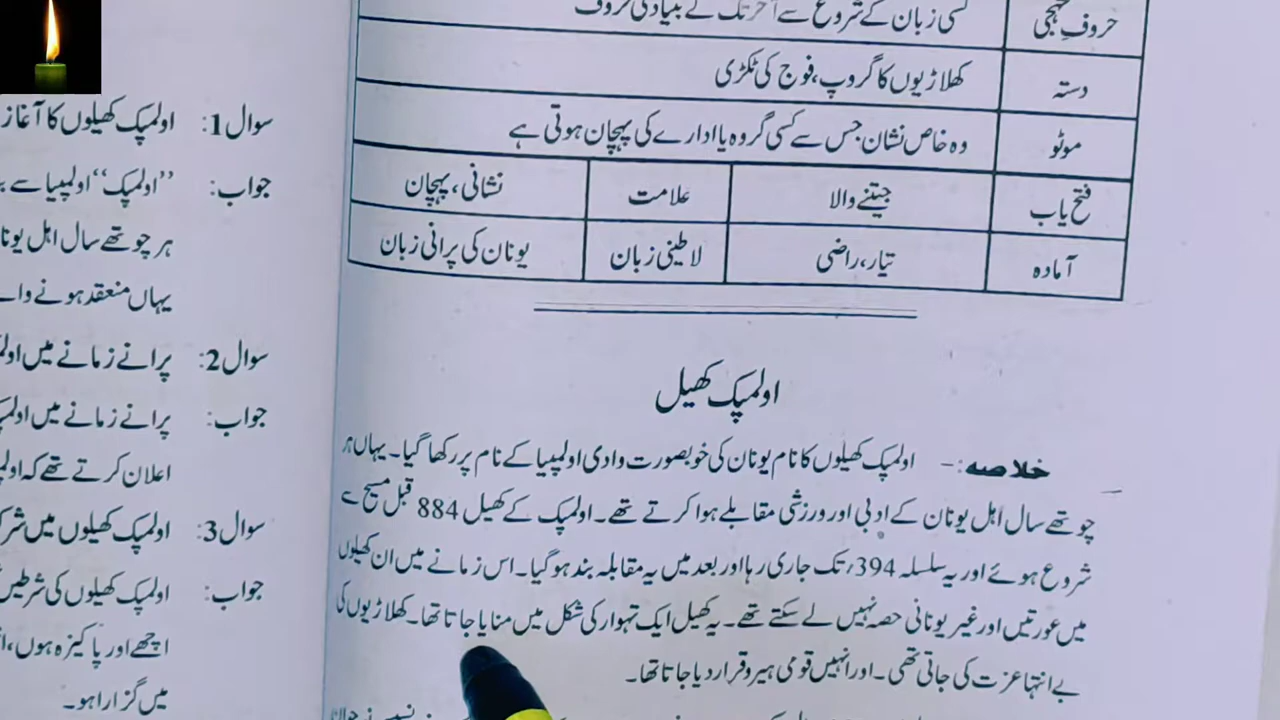 حروفِ تہجی کسی زبان کے شروع سے آخر تک کے بنیادی حروف
دستہ کھلاڑیوں کا گروپ، فوج کی ٹکڑی
موٹو وہ خاص نشان جس سے کسی گروہ یا ادارے کی پہچان ہوتی ہے
فتح یاب جیتنے والا علامت نشانی، پہچان
آمادہ تیار، راضی لاطینی زبان یونان کی پرانی زبان
اولمپک کھیل
خلاصہ:- اولمپک کھیلوں کا نام یونان کی خوبصورت وادی اولمپیا کے نام پر رکھا گیا۔ یہاں ہر
چوتھے سال اہل یونان کے ادبی اور ورزشی مقابلے ہوا کرتے تھے۔ اولمپک کے کھیل 884 قبل مسیح سے
شروع ہوئے اور یہ سلسلہ 394ء تک جاری رہا اور بعد میں یہ مقابلہ بند ہو گیا۔ اس زمانے میں ان کھیلوں
میں عورتیں اور غیر یونانی حصہ نہیں لے سکتے تھے۔ یہ کھیل ایک تہوار کی شکل میں منایا جاتا تھا۔ کھلاڑیوں کی
بے انتہا عزت کی جاتی تھی۔ اور انہیں قومی ہیرو قرار دیا جاتا تھا۔
سوال 1: اولمپک کھیلوں کا آغاز
جواب: ”اولمپک“ اولمپیا سے
ہر چوتھے سال اہل
یہاں منعقد ہونے
سوال 2: پرانے زمانے میں
جواب: پرانے زمانے میں
اعلان کرتے تھے کہ
سوال 3: اولمپک کھیلوں میں
جواب: اولمپک کھیلوں کی شرطیں
اچھے اور پاکیزہ ہوں،
میں گزارا ہو۔